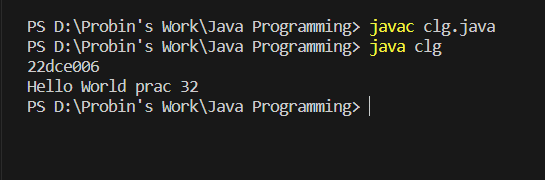 PS D:\Probin's Work\Java Programming> javac clg.java
PS D:\Probin's Work\Java Programming> java clg
22dce006
Hello World prac 32
PS D:\Probin's Work\Java Programming>